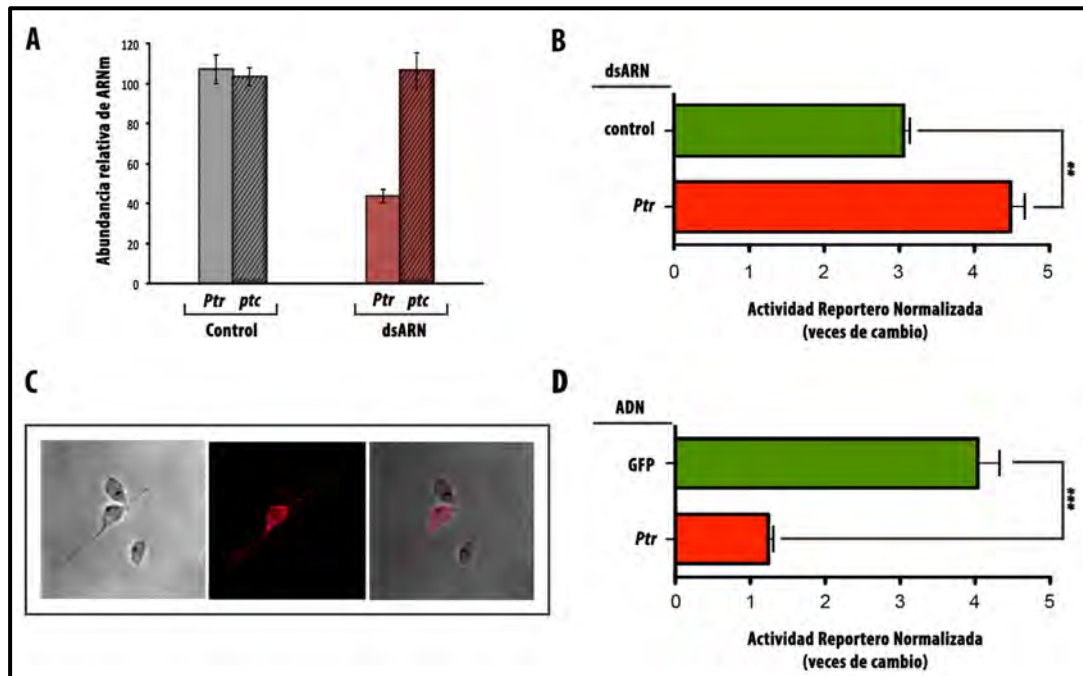 A
Abundancia relativa de ARNm
120
100
80
60
40
20
0
Ptr ptc
Control
Ptr ptc
dsARN
B
dsARN
control
Ptr
**
0 1 2 3 4 5
Actividad Reportero Normalizada
(veces de cambio)
C
D
ADN
GFP
Ptr
***
0 1 2 3 4 5
Actividad Reportero Normalizada
(veces de cambio)